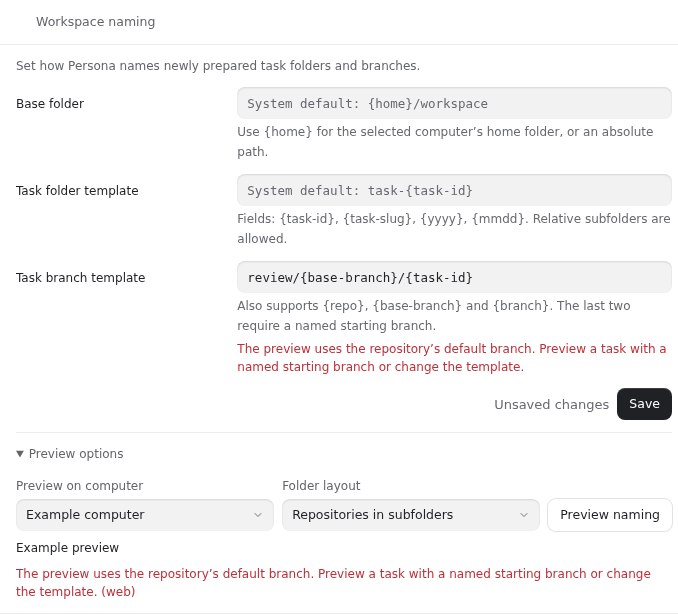 Workspace naming
Set how Persona names newly prepared task folders and branches.
Base folder
System default: {home}/workspace
Use {home} for the selected computer’s home folder, or an absolute
path.
Task folder template
System default: task-{task-id}
Fields: {task-id}, {task-slug}, {yyyy}, {mmdd}. Relative subfolders are
allowed.
Task branch template
review/{base-branch}/{task-id}
Also supports {repo}, {base-branch} and {branch}. The last two
require a named starting branch.
The preview uses the repository’s default branch. Preview a task with a
named starting branch or change the template.
Unsaved changes
Save
Preview options
Preview on computer
Folder layout
Example computer
Repositories in subfolders
Preview naming
Example preview
The preview uses the repository’s default branch. Preview a task with a named starting branch or change
the template. (web)